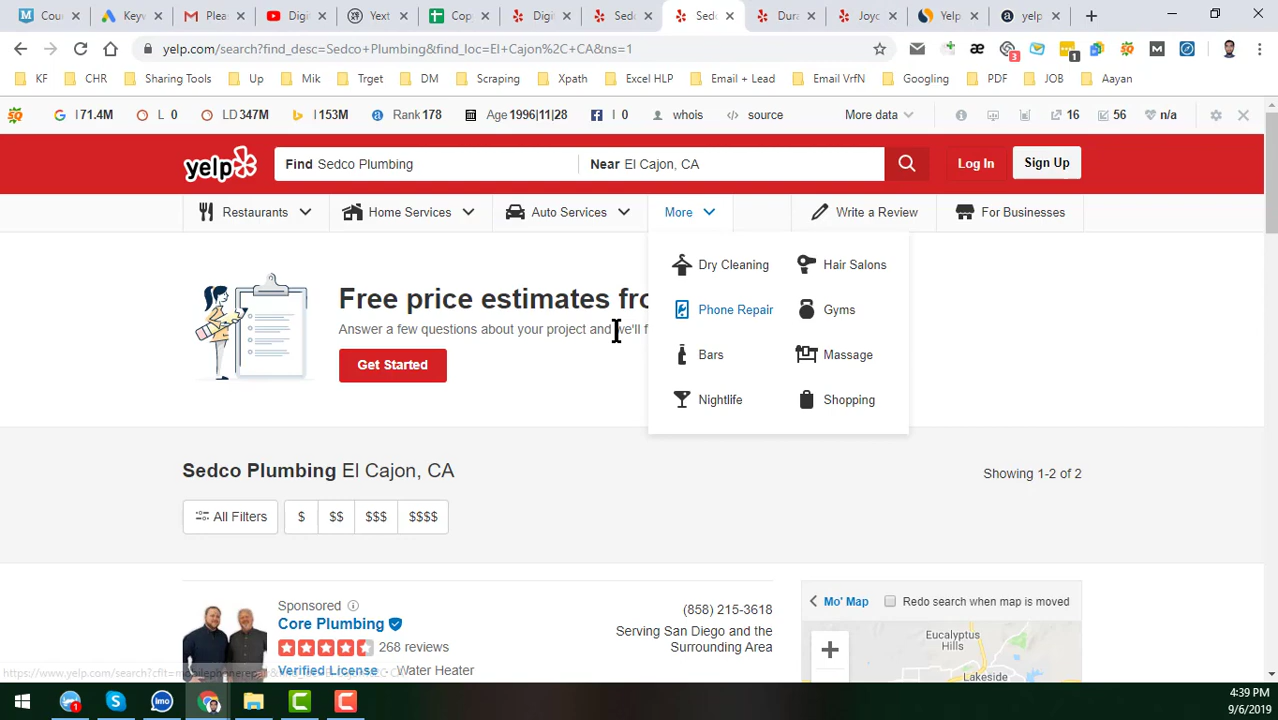 Cou
Keyv
Plea
Digi
Yext
Cop
Digi
Sedc
Sedc
Dura
Joyc
Yelp
yelp
yelp.com/search?find_desc=Sedco+Plumbing&find_loc=El+Cajon%2C+CA&ns=1
3
1
KF
CHR
Sharing Tools
Up
Mik
Trget
DM
Scraping
Xpath
Excel HLP
Email + Lead
Email VrfN
Googling
PDF
JOB
Aayan
I 71.4M
L 0
LD 347M
I 153M
Rank 178
Age 1996|11|28
I 0
whois
source
More data
16
56
n/a
yelp
Find Sedco Plumbing
Near El Cajon, CA
Log In
Sign Up
Restaurants
Home Services
Auto Services
More
Write a Review
For Businesses
Dry Cleaning
Hair Salons
Phone Repair
Gyms
Bars
Massage
Nightlife
Shopping
Free price estimates fro
Answer a few questions about your project and we'll f
Get Started
Sedco Plumbing El Cajon, CA
Showing 1-2 of 2
All Filters
$
$$
$$$
$$$$
Sponsored
Core Plumbing
268 reviews
Verified License
Water Heater
(858) 215-3618
Serving San Diego and the
Surrounding Area
Mo' Map
Redo search when map is moved
Eucalyptus
Hills
Lakeside
4:39 PM
9/6/2019